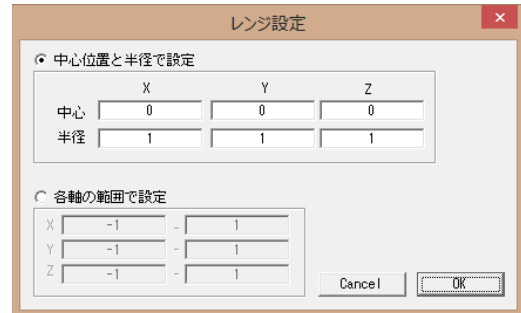 レンジ設定
中心位置と半径で設定
X Y Z
中心 0 0 0
半径 1 1 1
各軸の範囲で設定
X -1 - 1
Y -1 - 1
Z -1 - 1
Cancel OK